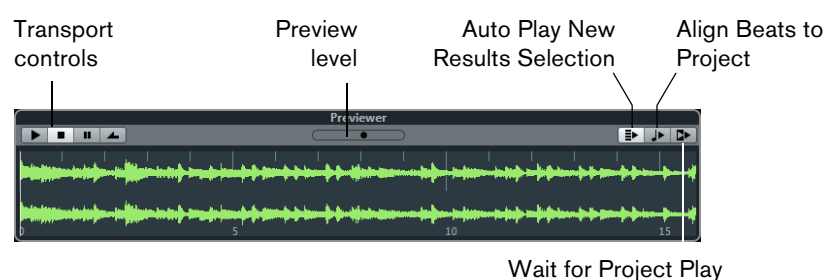 Transport
controls
Preview
level
Auto Play New
Results Selection
Align Beats to
Project
Previewer
0 5 10 15
Wait for Project Play